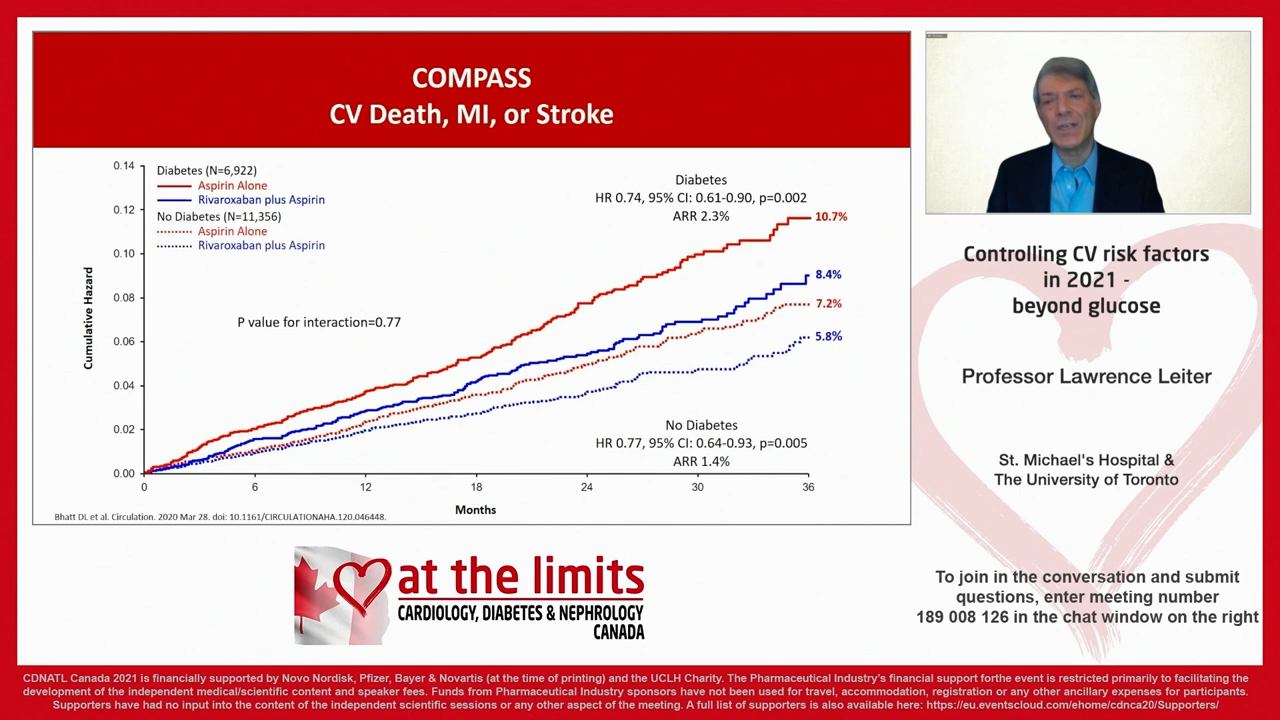 COMPASS
CV Death, MI, or Stroke
Diabetes (N=6,922)
Aspirin Alone
Rivaroxaban plus Aspirin
No Diabetes (N=11,356)
Aspirin Alone
Rivaroxaban plus Aspirin
Diabetes
HR 0.74, 95% CI: 0.61-0.90, p=0.002
ARR 2.3%
10.7%
8.4%
7.2%
5.8%
P value for interaction=0.77
No Diabetes
HR 0.77, 95% CI: 0.64-0.93, p=0.005
ARR 1.4%
Cumulative Hazard
0.14
0.12
0.10
0.08
0.06
0.04
0.02
0.00
0 6 12 18 24 30 36
Months
Bhatt DL et al. Circulation. 2020 Mar 28. doi: 10.1161/CIRCULATIONAHA.120.046448.
Controlling CV risk factors
in 2021 -
beyond glucose
Professor Lawrence Leiter
St. Michael's Hospital &
The University of Toronto
To join in the conversation and submit
questions, enter meeting number
189 008 126 in the chat window on the right
at the limits
CARDIOLOGY, DIABETES & NEPHROLOGY
CANADA
CDNATL Canada 2021 is financially supported by Novo Nordisk, Pfizer, Bayer & Novartis (at the time of printing) and the UCLH Charity. The Pharmaceutical Industry's financial support forthe event is restricted primarily to facilitating the
development of the independent medical/scientific content and speaker fees. Funds from Pharmaceutical Industry sponsors have not been used for travel, accommodation, registration or any other ancillary expenses for participants.
Supporters have had no input into the content of the independent scientific sessions or any other aspect of the meeting. A full list of supporters is also available here: https://eu.eventscloud.com/ehome/cdnca20/Supporters/